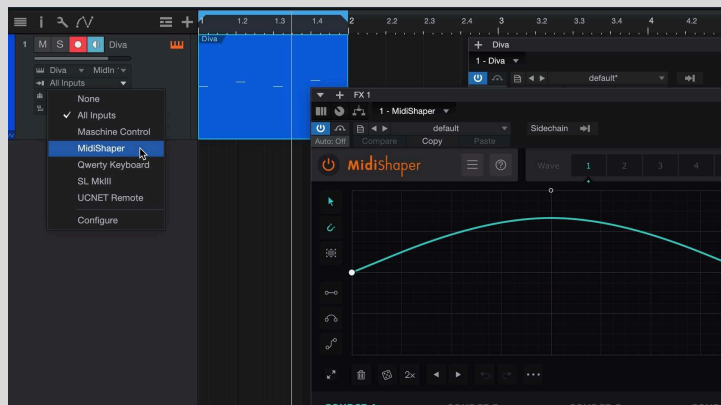 1.2 1.3 1.4 2 2.2 2.3 2.4 3 3.2 3.3 3.4 4 4.2
1 M S Diva
Diva
Diva MidiIn
All Inputs
None
All Inputs
Maschine Control
MidiShaper
Qwerty Keyboard
SL MkIII
UCNET Remote
Configure
Diva
1 - Diva
default*
FX 1
1 - MidiShaper
default Sidechain
Auto: Off Compare Copy Paste
MidiShaper Wave 1 2 3 4
2x